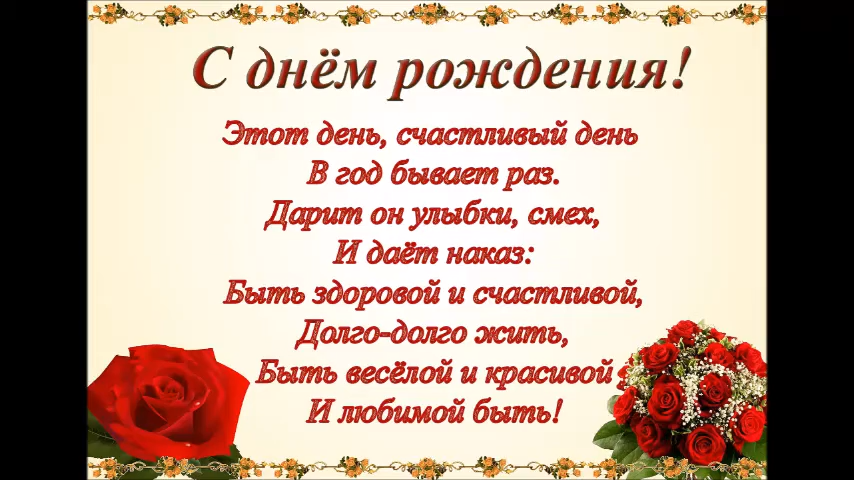 С днём рождения!
Этот день, счастливый день
В год бывает раз.
Дарит он улыбки, смех,
И даёт наказ:
Быть здоровой и счастливой,
Долго-долго жить,
Быть весёлой и красивой
И любимой быть!